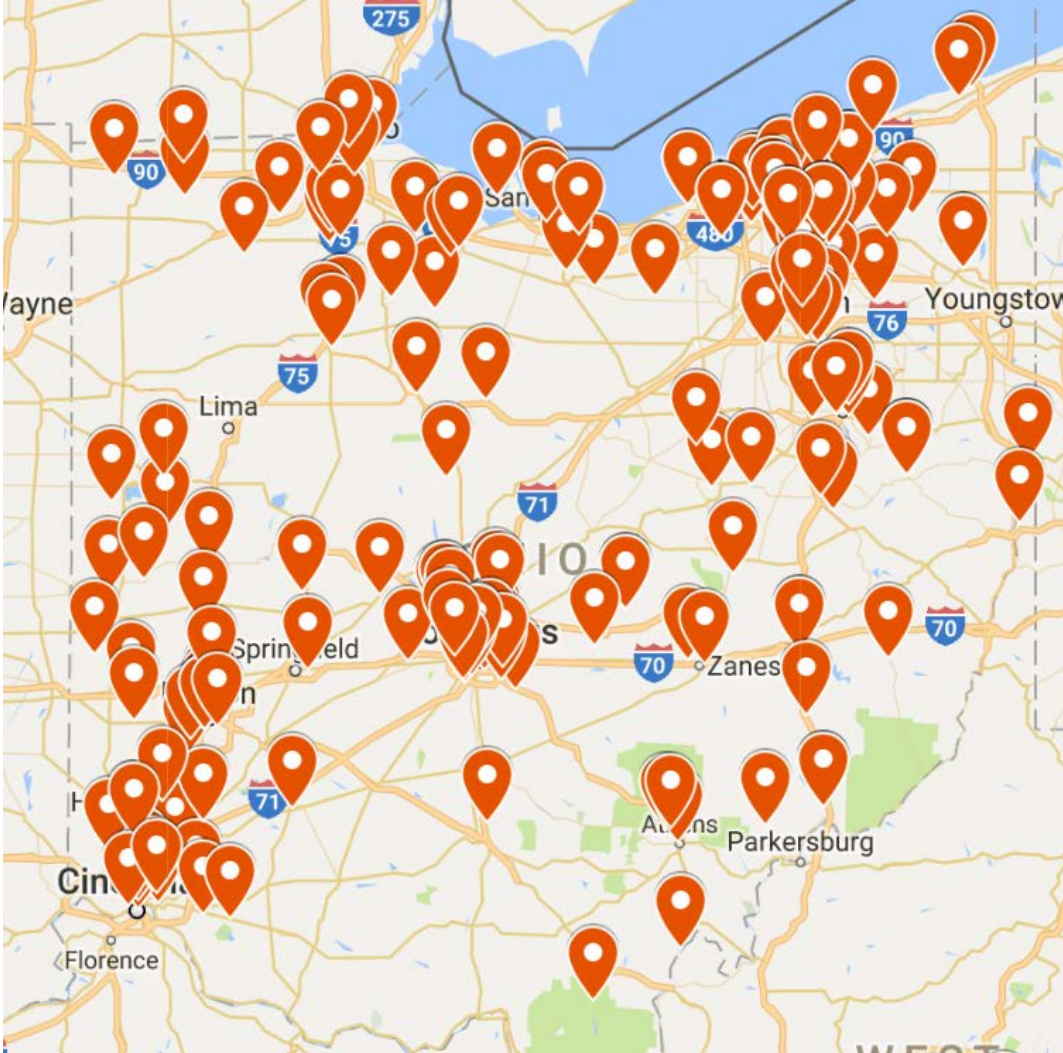 275
90
90
San
75
480
Wayne
Youngstow
76
75
Lima
71
IO
70
Springfield
70
Zanes
71
Athens
Parkersburg
Florence
WEST